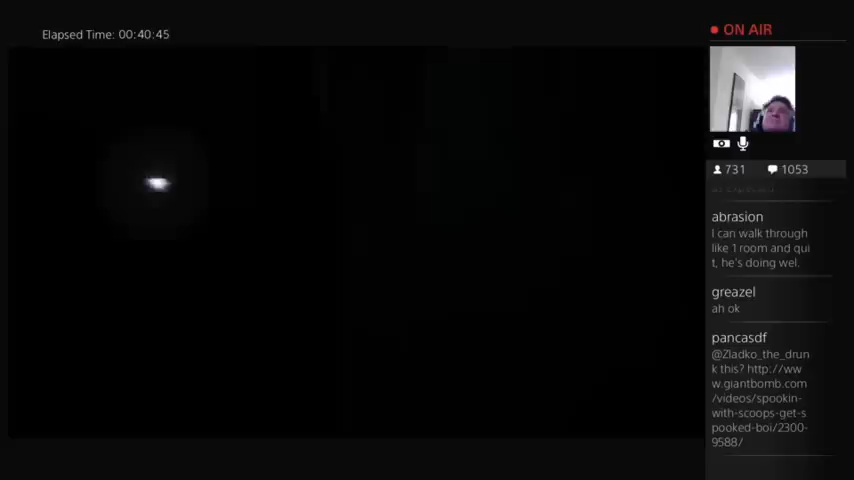 Elapsed Time: 00:40:45
ON AIR
731 1053
as expected
abrasion
I can walk through
like 1 room and qui
t, he's doing wel.
greazel
ah ok
pancasdf
@Zladko_the_drun
k this? http://ww
w.giantbomb.com
/videos/spookin-
with-scoops-get-s
pooked-boi/2300-
9588/